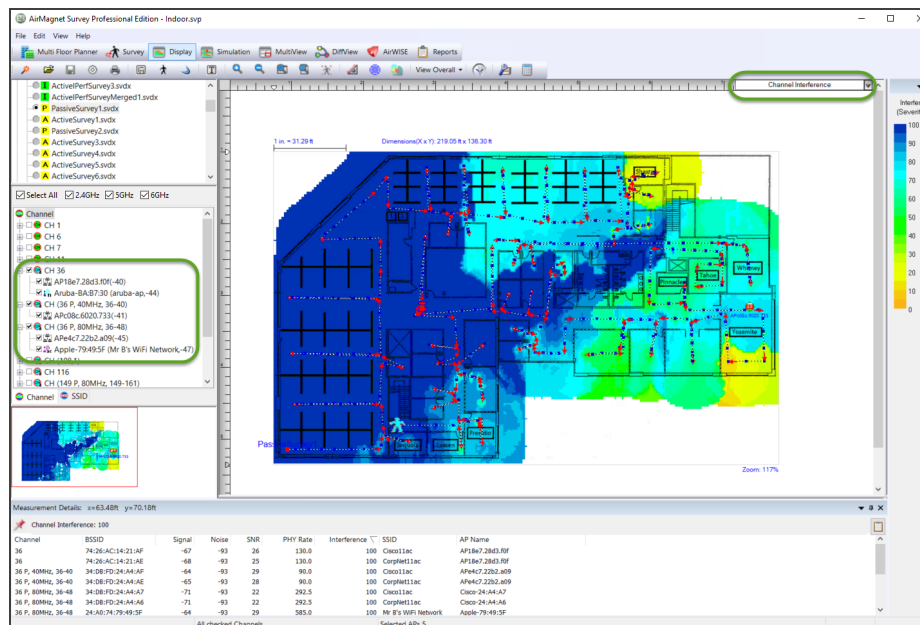 AirMagnet Survey Professional Edition - Indoor.svp
File Edit View Help
Multi Floor Planner Survey Display Simulation MultiView DiffView AirWISE Reports
View Overall
ActiveIPerfSurvey3.svdx
ActiveIPerfSurveyMerged1.svdx
PassiveSurvey1.svdx
ActiveSurvey1.svdx
PassiveSurvey2.svdx
ActiveSurvey3.svdx
ActiveSurvey4.svdx
ActiveSurvey5.svdx
ActiveSurvey6.svdx
Select All 2.4GHz 5GHz 6GHz
Channel
CH 1
CH 6
CH 7
CH 36
AP18e7.28d3.f0f(-40)
Aruba-BA:B7:30 (aruba-ap,-44)
CH (36 P, 40MHz, 36-40)
APc08c.6020.733(-41)
CH (36 P, 80MHz, 36-48)
APe4c7.22b2.a09(-45)
Apple-79:49:5F (Mr B's WiFi Network,-47)
CH 116
CH (149 P, 80MHz, 149-161)
Channel SSID
Channel Interference
1 in. = 31.29 ft
Dimensions(X x Y): 219.05 ft x 136.30 ft
Whitney
Tahoe
Pinnacles
Yosemite
Presidio
Lassen
Zoom: 117%
Interfer
(Severit
100
90
80
70
60
50
40
30
20
10
0
Measurement Details: x=63.48ft y=70.18ft
Channel Interference: 100
Channel BSSID Signal Noise SNR PHY Rate Interference SSID AP Name
36 74:26:AC:14:21:AF -67 -93 26 130.0 100 Cisco11ac AP18e7.28d3.f0f
36 74:26:AC:14:21:AE -68 -93 25 130.0 100 CorpNet11ac AP18e7.28d3.f0f
36 P, 40MHz, 36-40 34:DB:FD:24:A4:AF -64 -93 29 90.0 100 Cisco11ac APe4c7.22b2.a09
36 P, 40MHz, 36-40 34:DB:FD:24:A4:AE -65 -93 28 90.0 100 CorpNet11ac APe4c7.22b2.a09
36 P, 80MHz, 36-48 34:DB:FD:24:A4:A7 -71 -93 22 292.5 100 Cisco11ac Cisco-24:A4:A7
36 P, 80MHz, 36-48 34:DB:FD:24:A4:A6 -71 -93 22 292.5 100 CorpNet11ac Cisco-24:A4:A6
36 P, 80MHz, 36-48 24:A0:74:79:49:5F -64 -93 29 585.0 100 Mr B's WiFi Network Apple-79:49:5F
All checked Channels
Selected APs 5